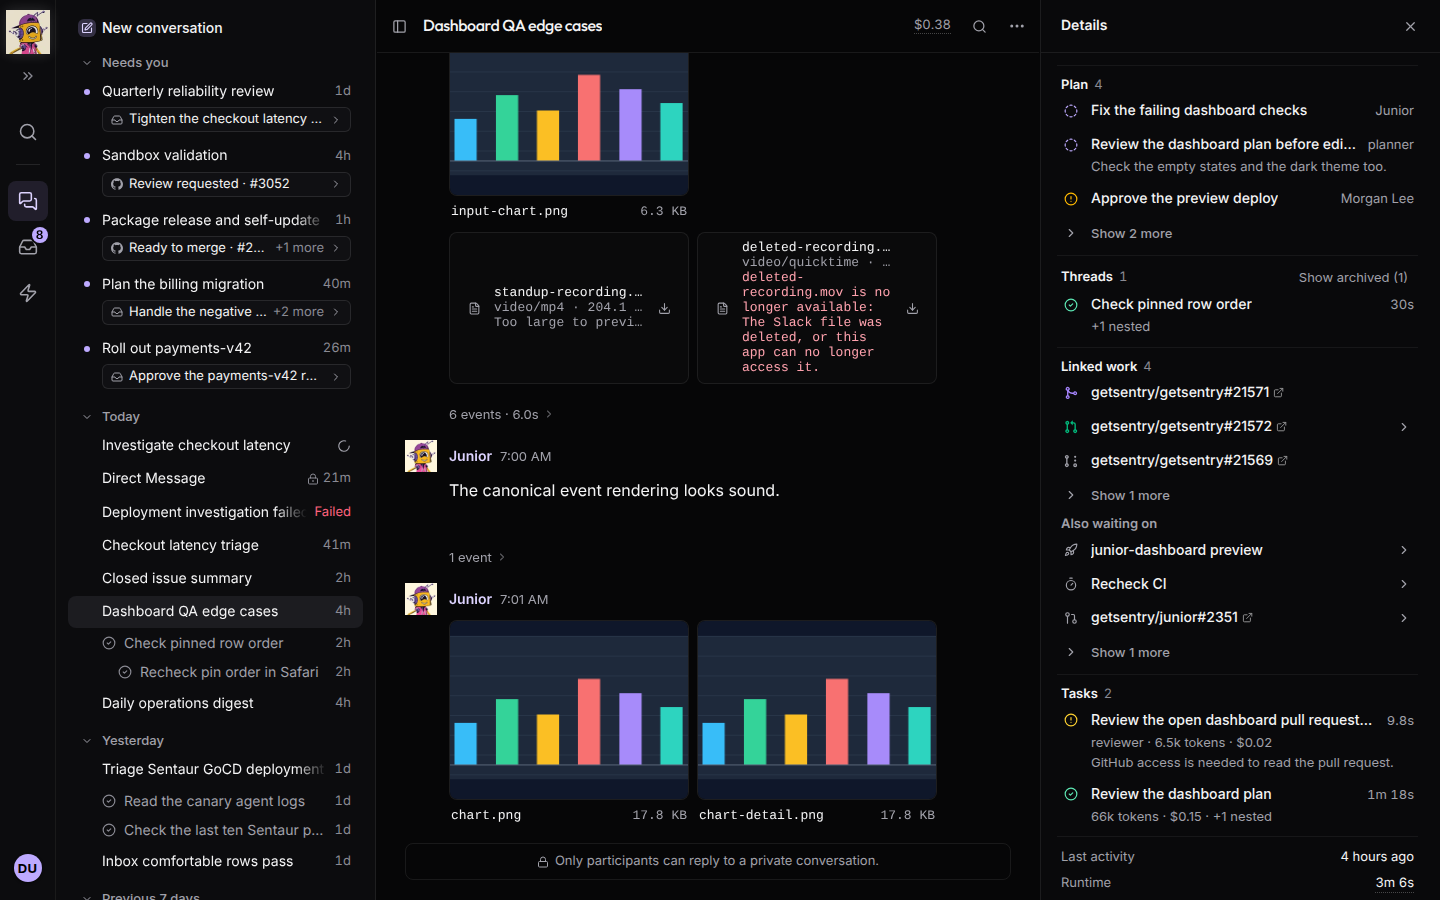 New conversation
Needs you
Quarterly reliability review 1d
Tighten the checkout latency ...
Sandbox validation 4h
Review requested · #3052
Package release and self-update 1h
Ready to merge · #2... +1 more
Plan the billing migration 40m
Handle the negative ... +2 more
Roll out payments-v42 26m
Approve the payments-v42 r...
Today
Investigate checkout latency
Direct Message 21m
Deployment investigation failed Failed
Checkout latency triage 41m
Closed issue summary 2h
Dashboard QA edge cases 4h
Check pinned row order 2h
Recheck pin order in Safari 2h
Daily operations digest 4h
Yesterday
Triage Sentaur GoCD deployment 1d
Read the canary agent logs 1d
Check the last ten Sentaur p... 1d
Inbox comfortable rows pass 1d
Previous 7 days
8
DU
Dashboard QA edge cases $0.38
input-chart.png 6.3 KB
standup-recording....
video/mp4 · 204.1 ...
Too large to previ...
deleted-recording....
video/quicktime · ...
deleted-
recording.mov is no
longer available:
The Slack file was
deleted, or this
app can no longer
access it.
6 events · 6.0s
Junior 7:00 AM
The canonical event rendering looks sound.
1 event
Junior 7:01 AM
chart.png 17.8 KB
chart-detail.png 17.8 KB
Only participants can reply to a private conversation.
Details
Plan 4
Fix the failing dashboard checks Junior
Review the dashboard plan before edi... planner
Check the empty states and the dark theme too.
Approve the preview deploy Morgan Lee
Show 2 more
Threads 1 Show archived (1)
Check pinned row order 30s
+1 nested
Linked work 4
getsentry/getsentry#21571
getsentry/getsentry#21572
getsentry/getsentry#21569
Show 1 more
Also waiting on
junior-dashboard preview
Recheck CI
getsentry/junior#2351
Show 1 more
Tasks 2
Review the open dashboard pull request... 9.8s
reviewer · 6.5k tokens · $0.02
GitHub access is needed to read the pull request.
Review the dashboard plan 1m 18s
66k tokens · $0.15 · +1 nested
Last activity 4 hours ago
Runtime 3m 6s